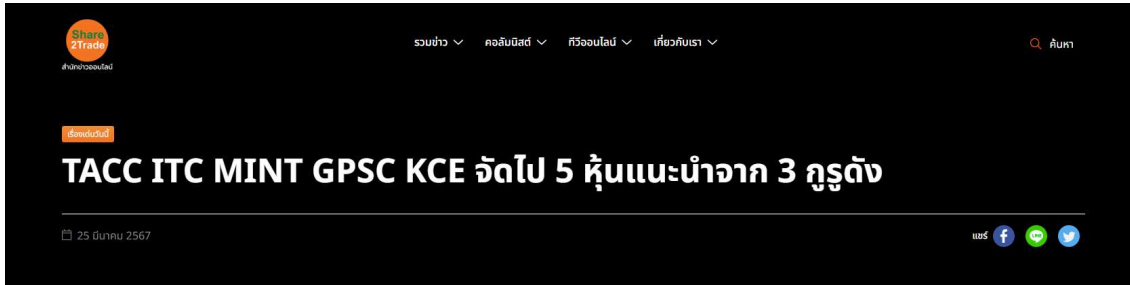 Share
2Trade
สำนักข่าวออนไลน์
รวมข่าว คอลัมนิสต์ ทีวีออนไลน์ เกี่ยวกับเรา
ค้นหา
เรื่องเด่นวันนี้
TACC ITC MINT GPSC KCE จัดไป 5 หุ้นแนะนำจาก 3 กูรูดัง
25 มีนาคม 2567
แชร์
LINE